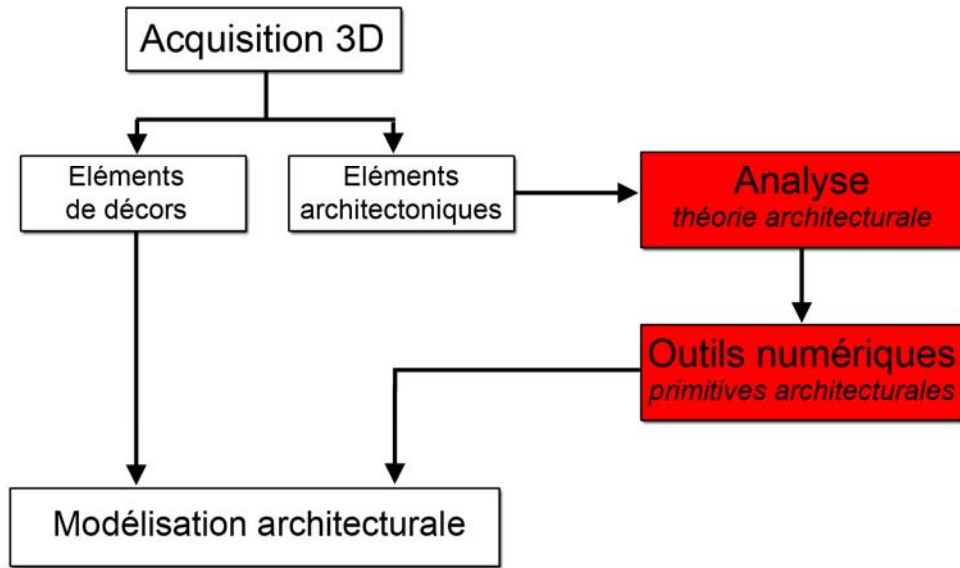 Acquisition 3D
Eléments
de décors
Eléments
architectoniques
Analyse
théorie architecturale
Outils numériques
primitives architecturales
Modélisation architecturale